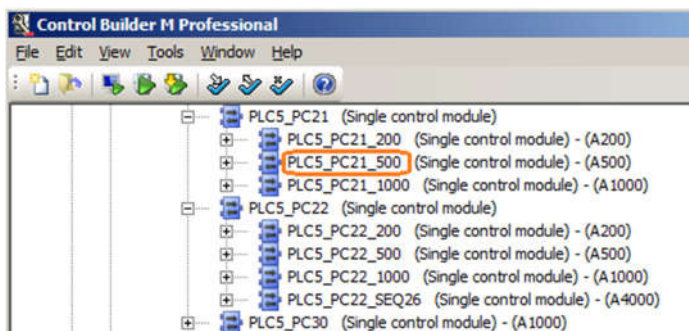 Control Builder M Professional
File Edit View Tools Window Help
PLC5_PC21 (Single control module)
PLC5_PC21_200 (Single control module) - (A200)
PLC5_PC21_500 (Single control module) - (A500)
PLC5_PC21_1000 (Single control module) - (A1000)
PLC5_PC22 (Single control module)
PLC5_PC22_200 (Single control module) - (A200)
PLC5_PC22_500 (Single control module) - (A500)
PLC5_PC22_1000 (Single control module) - (A1000)
PLC5_PC22_SEQ26 (Single control module) - (A4000)
PLC5_PC30 (Single control module) - (A1000)